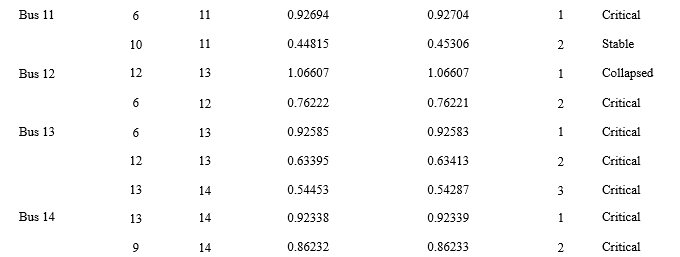 Bus 11 6 11 0.92694 0.92704 1 Critical
10 11 0.44815 0.45306 2 Stable
Bus 12 12 13 1.06607 1.06607 1 Collapsed
6 12 0.76222 0.76221 2 Critical
Bus 13 6 13 0.92585 0.92583 1 Critical
12 13 0.63395 0.63413 2 Critical
13 14 0.54453 0.54287 3 Critical
Bus 14 13 14 0.92338 0.92339 1 Critical
9 14 0.86232 0.86233 2 Critical